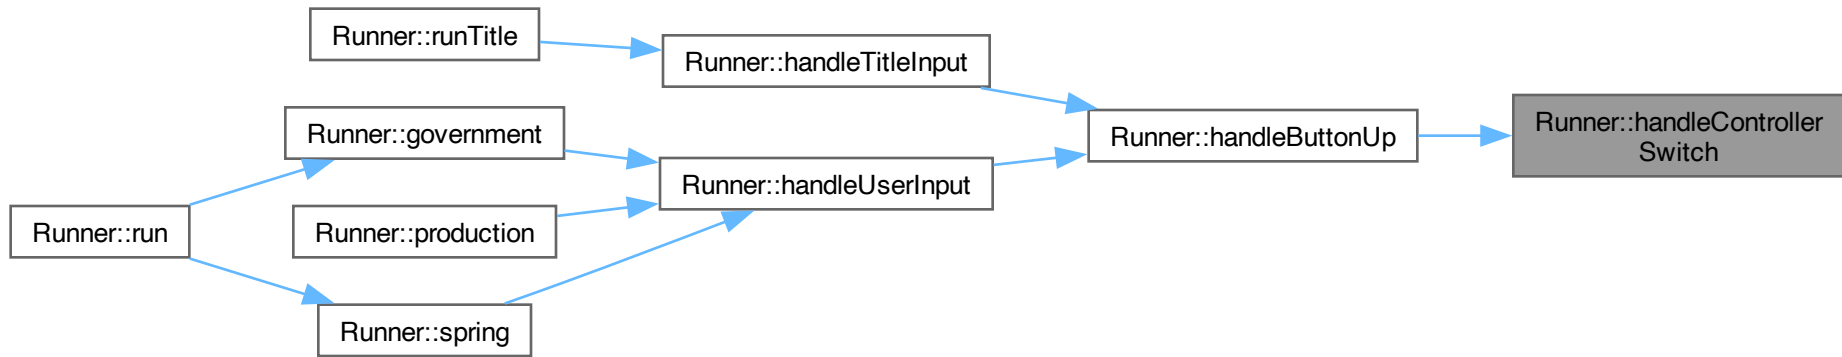 Runner::runTitle
Runner::handleTitleInput
Runner::government
Runner::handleButtonUp
Runner::handleController
Switch
Runner::handleUserInput
Runner::run
Runner::production
Runner::spring